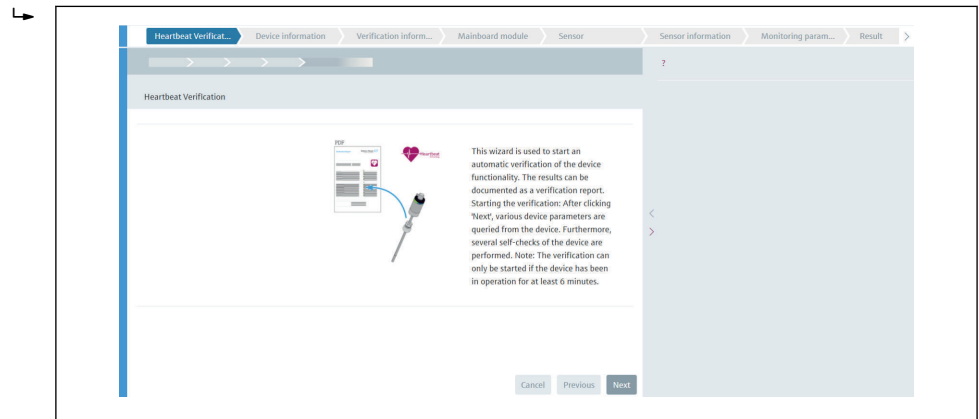 Heartbeat Verificat...
Device information
Verification inform...
Mainboard module
Sensor
Sensor information
Monitoring param...
Result
?
Heartbeat Verification
PDF
Heartbeat
This wizard is used to start an
automatic verification of the device
functionality. The results can be
documented as a verification report.
Starting the verification: After clicking
'Next', various device parameters are
queried from the device. Furthermore,
several self-checks of the device are
performed. Note: The verification can
only be started if the device has been
in operation for at least 6 minutes.
Cancel
Previous
Next